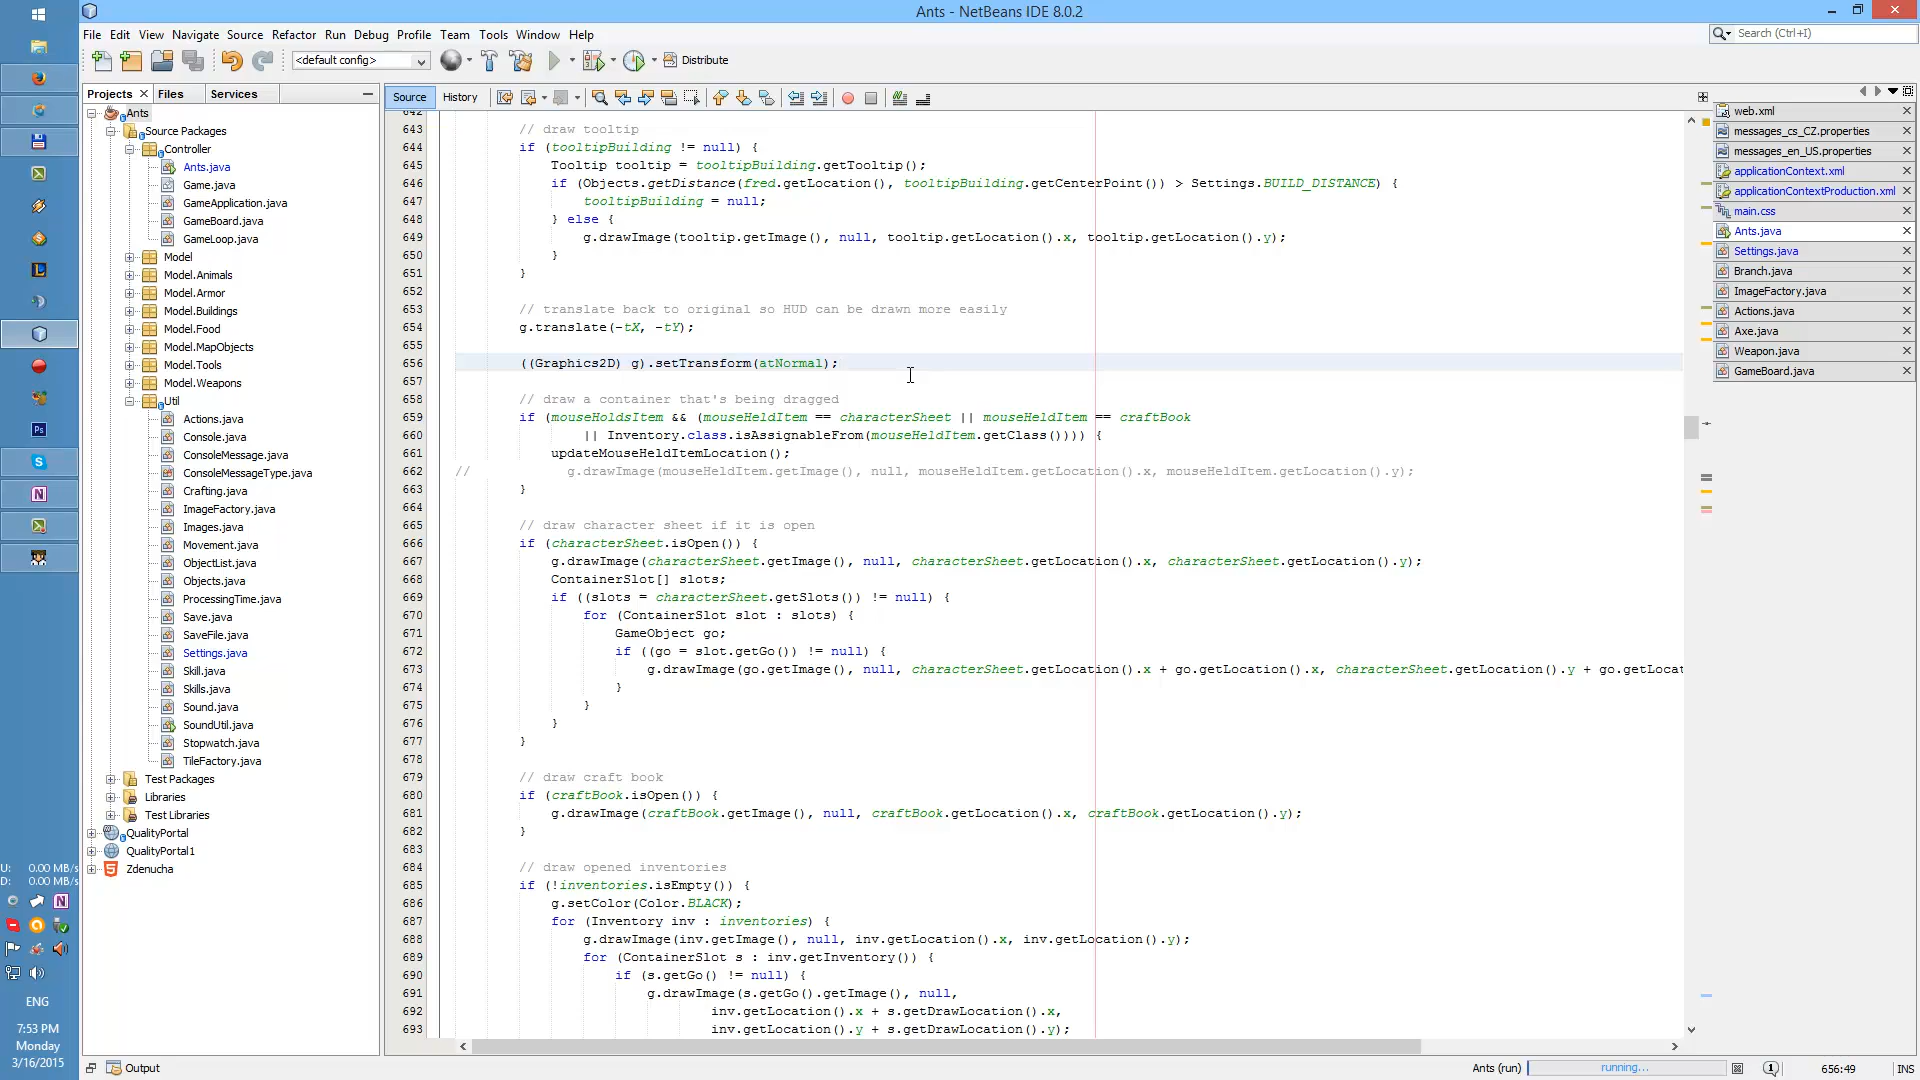 Ants - NetBeans IDE 8.0.2
File Edit View Navigate Source Refactor Run Debug Profile Team Tools Window Help
Search (Ctrl+I)
<default config>
Distribute
Projects
Files
Services
Ants
Source Packages
Controller
Ants.java
Game.java
GameApplication.java
GameBoard.java
GameLoop.java
Model
Model.Animals
Model.Armor
Model.Buildings
Model.Food
Model.MapObjects
Model.Tools
Model.Weapons
Util
Actions.java
Console.java
ConsoleMessage.java
ConsoleMessageType.java
Crafting.java
ImageFactory.java
Images.java
Movement.java
ObjectList.java
Objects.java
ProcessingTime.java
Save.java
SaveFile.java
Settings.java
Skill.java
Skills.java
Sound.java
SoundUtil.java
Stopwatch.java
TileFactory.java
Test Packages
Libraries
Test Libraries
QualityPortal
QualityPortal1
Zdenucha
Source History
642
643 // draw tooltip
644 if (tooltipBuilding != null) {
645 Tooltip tooltip = tooltipBuilding.getTooltip();
646 if (Objects.getDistance(fred.getLocation(), tooltipBuilding.getCenterPoint()) > Settings.BUILD_DISTANCE) {
647 tooltipBuilding = null;
648 } else {
649 g.drawImage(tooltip.getImage(), null, tooltip.getLocation().x, tooltip.getLocation().y);
650 }
651 }
652
653 // translate back to original so HUD can be drawn more easily
654 g.translate(-tX, -tY);
655
656 ((Graphics2D) g).setTransform(atNormal);
657
658 // draw a container that's being dragged
659 if (mouseHoldsItem && (mouseHeldItem == characterSheet || mouseHeldItem == craftBook
660 || Inventory.class.isAssignableFrom(mouseHeldItem.getClass()))) {
661 updateMouseHeldItemLocation();
662 // g.drawImage(mouseHeldItem.getImage(), null, mouseHeldItem.getLocation().x, mouseHeldItem.getLocation().y);
663 }
664
665 // draw character sheet if it is open
666 if (characterSheet.isOpen()) {
667 g.drawImage(characterSheet.getImage(), null, characterSheet.getLocation().x, characterSheet.getLocation().y);
668 ContainerSlot[] slots;
669 if ((slots = characterSheet.getSlots()) != null) {
670 for (ContainerSlot slot : slots) {
671 GameObject go;
672 if ((go = slot.getGo()) != null) {
673 g.drawImage(go.getImage(), null, characterSheet.getLocation().x + go.getLocation().x, characterSheet.getLocation().y + go.getLocat
674 }
675 }
676 }
677 }
678
679 // draw craft book
680 if (craftBook.isOpen()) {
681 g.drawImage(craftBook.getImage(), null, craftBook.getLocation().x, craftBook.getLocation().y);
682 }
683
684 // draw opened inventories
685 if (!inventories.isEmpty()) {
686 g.setColor(Color.BLACK);
687 for (Inventory inv : inventories) {
688 g.drawImage(inv.getImage(), null, inv.getLocation().x, inv.getLocation().y);
689 for (ContainerSlot s : inv.getInventory()) {
690 if (s.getGo() != null) {
691 g.drawImage(s.getGo().getImage(), null,
692 inv.getLocation().x + s.getDrawLocation().x,
693 inv.getLocation().y + s.getDrawLocation().y);
web.xml
messages_cs_CZ.properties
messages_en_US.properties
applicationContext.xml
applicationContextProduction.xml
main.css
Ants.java
Settings.java
Branch.java
ImageFactory.java
Actions.java
Axe.java
Weapon.java
GameBoard.java
U: 0.00 MB/s
D: 0.00 MB/s
ENG
7:53 PM
Monday
3/16/2015
Output
Ants (run)
running...
656:49
INS